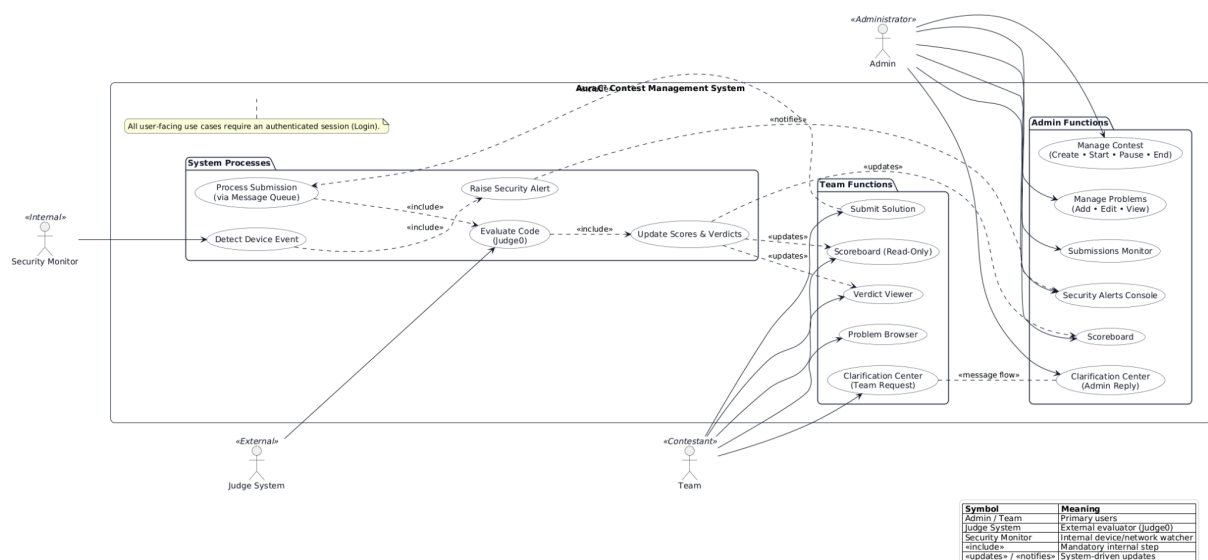 «Administrator»
Admin
AuraC² Contest Management System
«include»
All user-facing use cases require an authenticated session (Login).
«notifies»
Admin Functions
Manage Contest
(Create • Start • Pause • End)
System Processes
Process Submission
(via Message Queue)
Raise Security Alert
«updates»
Team Functions
Manage Problems
(Add • Edit • View)
«include»
Submit Solution
«Internal»
Security Monitor
Detect Device Event
«include»
Evaluate Code
(Judge0)
«include»
Update Scores & Verdicts
«updates»
Scoreboard (Read-Only)
Submissions Monitor
«updates»
Verdict Viewer
Security Alerts Console
Problem Browser
Scoreboard
Clarification Center
(Team Request)
«message flow»
Clarification Center
(Admin Reply)
«External»
Judge System
«Contestant»
Team
Symbol Meaning
Admin / Team Primary users
Judge System External evaluator (Judge0)
Security Monitor Internal device/network watcher
«include» Mandatory internal step
«updates» / «notifies» System-driven updates